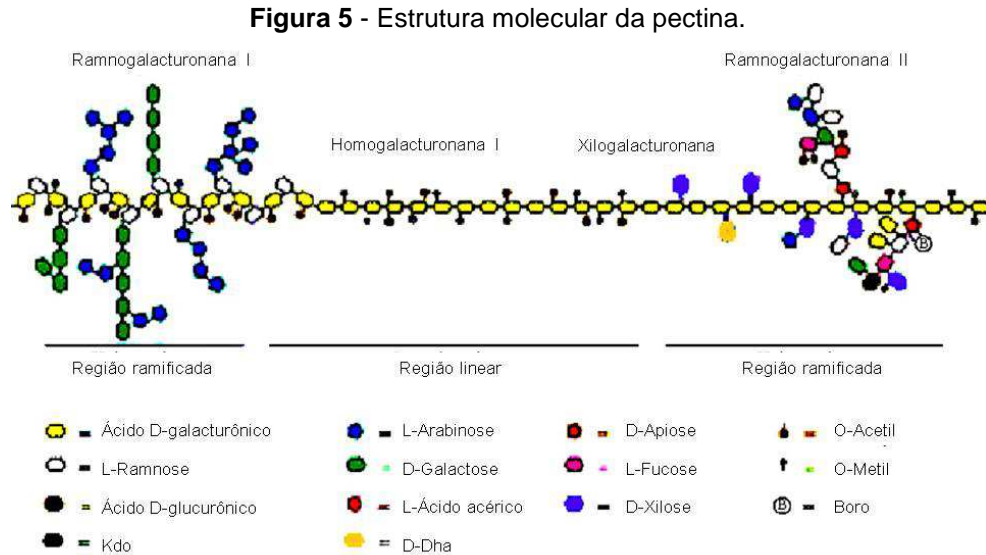 Figura 5 - Estrutura molecular da pectina.
Ramnogalacturonana I
Ramnogalacturonana II
Homogalacturonana I
Xilogalacturonana
B
Região ramificada
Região linear
Região ramificada
Ácido D-galacturônico
L-Arabinose
D-Apiose
O-Acetil
L-Ramnose
D-Galactose
L-Fucose
O-Metil
Ácido D-glucurônico
L-Ácido acérico
D-Xilose
B
Boro
Kdo
D-Dha